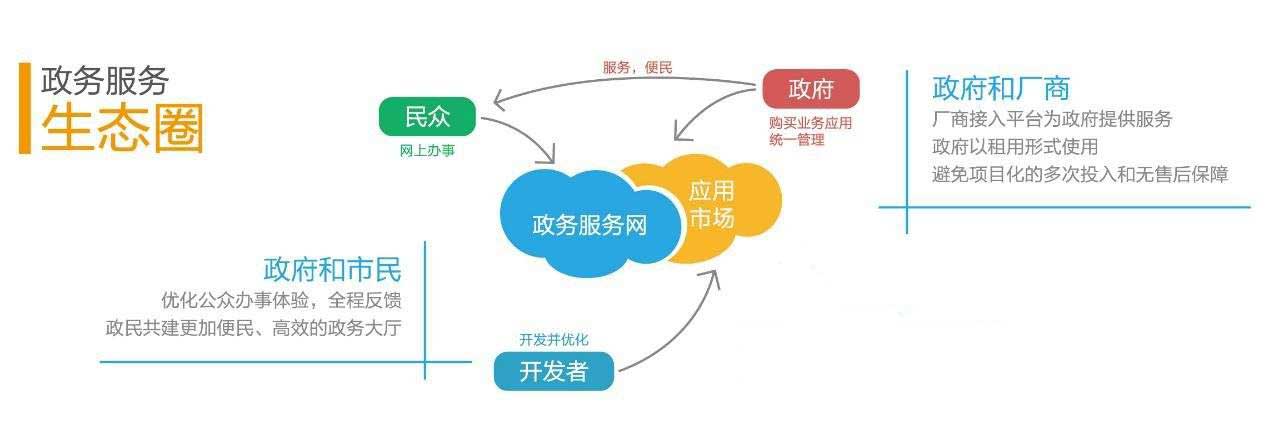 政务服务
生态圈
服务，便民
民众
网上办事
政府
购买业务应用
统一管理
政务服务网
应用
市场
开发并优化
开发者
政府和厂商
厂商接入平台为政府提供服务
政府以租用形式使用
避免项目化的多次投入和无售后保障
政府和市民
优化公众办事体验，全程反馈
政民共建更加便民、高效的政务大厅